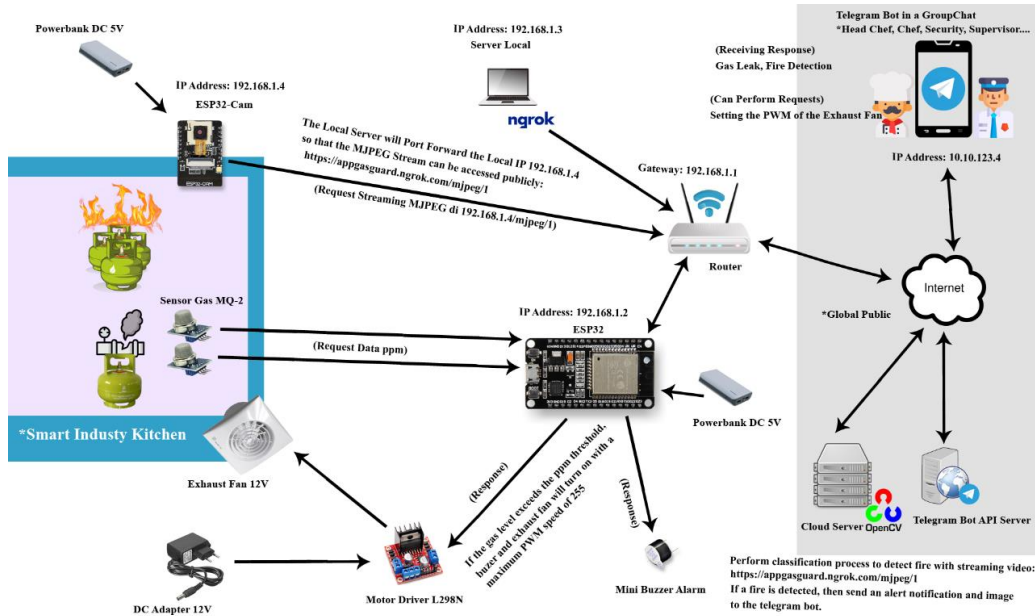 Powerbank DC 5V
IP Address: 192.168.1.4
ESP32-Cam
ESP32-CAM
IP Address: 192.168.1.3
Server Local
ngrok
The Local Server will Port Forward the Local IP 192.168.1.4
so that the MJPEG Stream can be accessed publicly:
https://appgasguard.ngrok.com/mjpeg/1
(Request Streaming MJPEG di 192.168.1.4/mjpeg/1)
Gateway: 192.168.1.1
Router
Telegram Bot in a GroupChat
*Head Chef, Chef, Security, Supervisor....
(Receiving Response)
Gas Leak, Fire Detection
(Can Perform Requests)
Setting the PWM of the Exhaust Fan
IP Address: 10.10.123.4
Internet
*Global Public
Sensor Gas MQ-2
(Request Data ppm)
IP Address: 192.168.1.2
ESP32
Powerbank DC 5V
*Smart Industy Kitchen
Exhaust Fan 12V
(Response)
If the gas level exceeds the ppm threshold,
buzer and exhaust fan will turn on with a
maximum PWM speed of 255
(Response)
DC Adapter 12V
Motor Driver L298N
Mini Buzzer Alarm
Cloud Server
OpenCV
Telegram Bot API Server
Perform classification process to detect fire with streaming video:
https://appgasguard.ngrok.com/mjpeg/1
If a fire is detected, then send an alert notification and image
to the telegram bot.